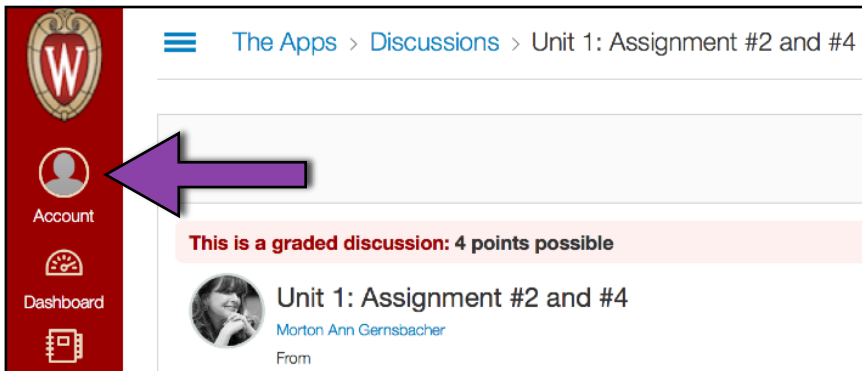 W
The Apps > Discussions > Unit 1: Assignment #2 and #4
Account
This is a graded discussion: 4 points possible
Dashboard
Unit 1: Assignment #2 and #4
Morton Ann Gernsbacher
From